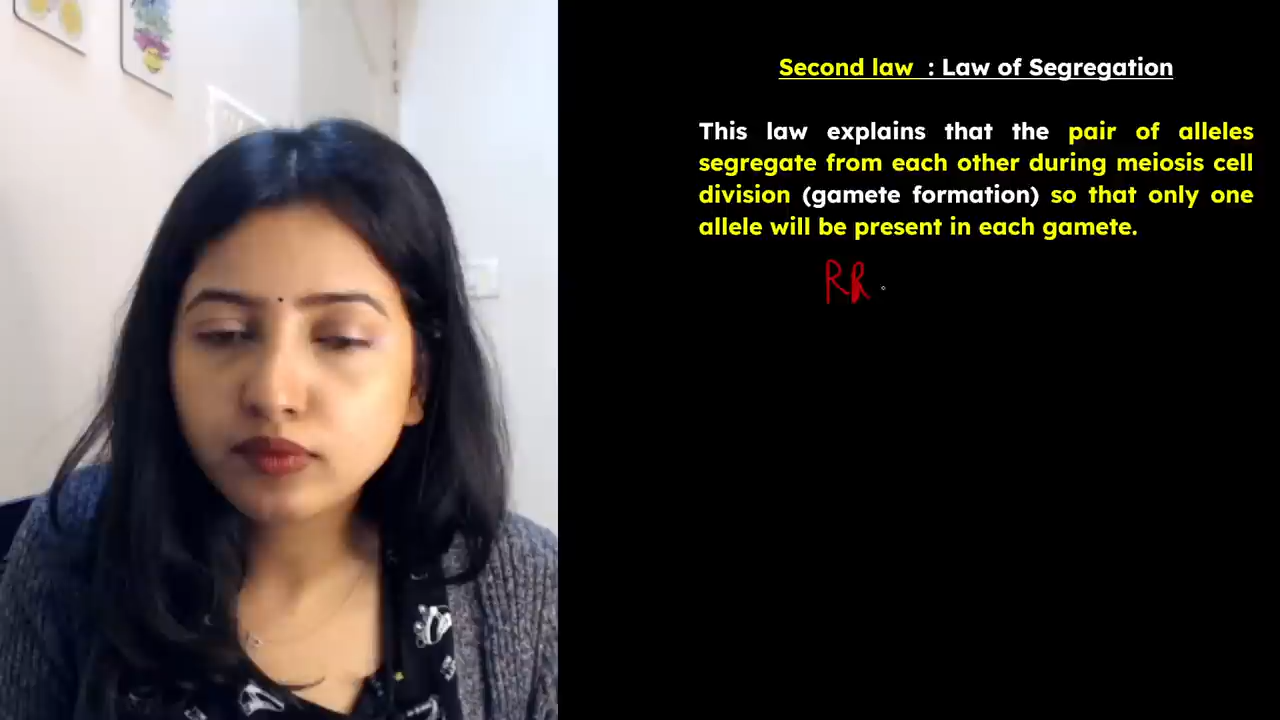 Second law : Law of Segregation
This law explains that the pair of alleles
segregate from each other during meiosis cell
division (gamete formation) so that only one
allele will be present in each gamete.
RR